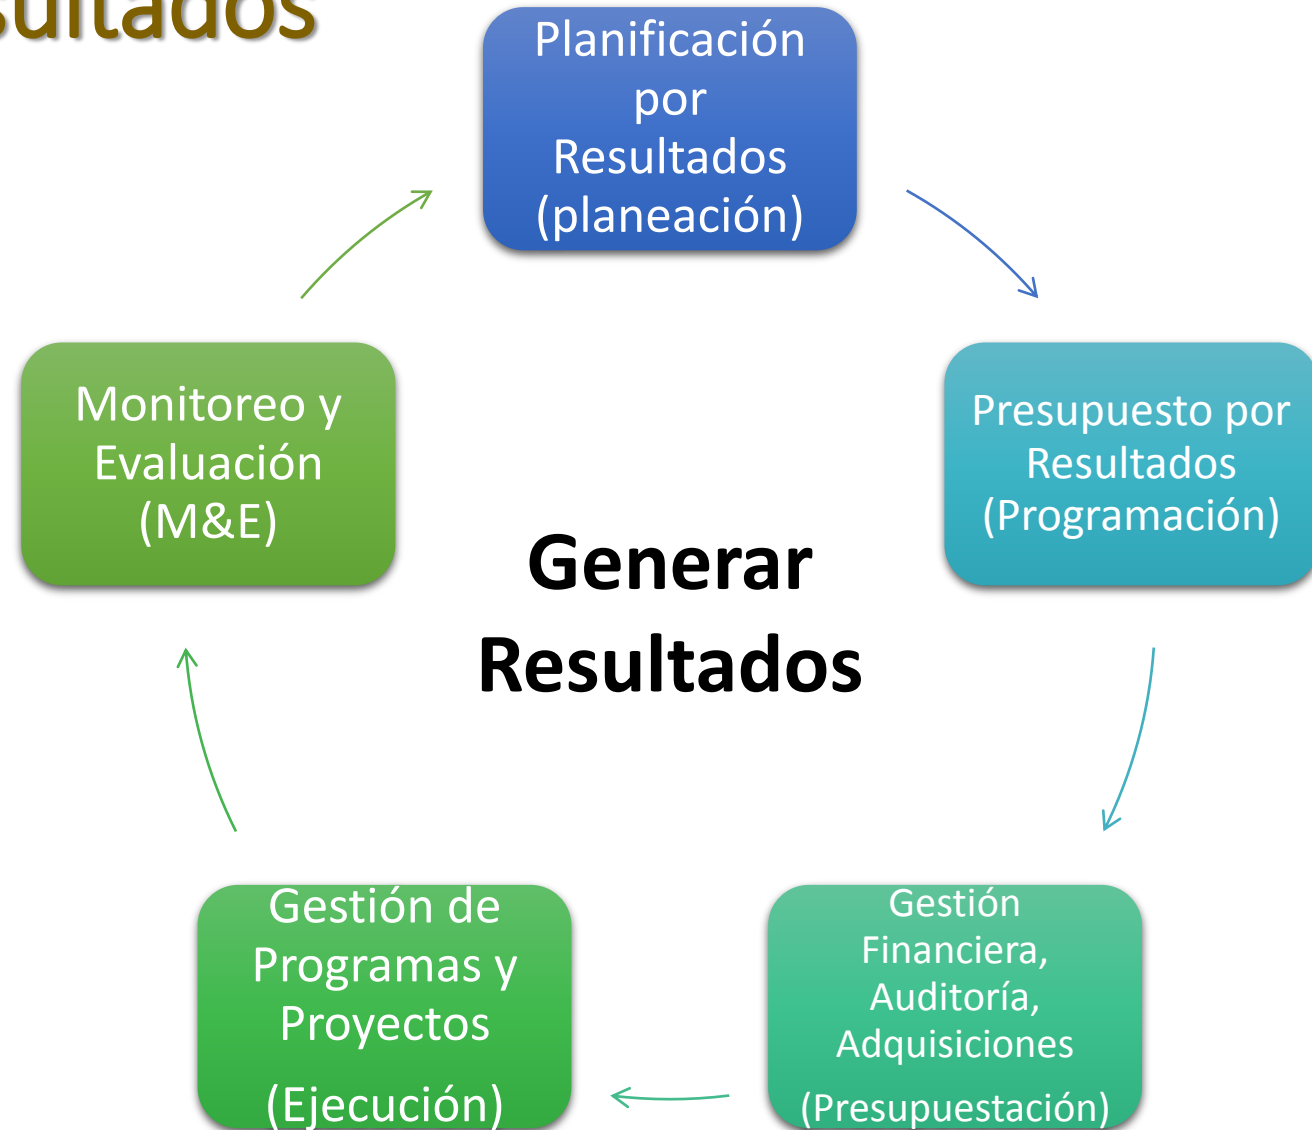 sultados
Planificación
por
Resultados
(planeación)
Presupuesto por
Resultados
(Programación)
Gestión
Financiera,
Auditoría,
Adquisiciones
(Presupuestación)
Gestión de
Programas y
Proyectos
(Ejecución)
Monitoreo y
Evaluación
(M&E)
Generar
Resultados